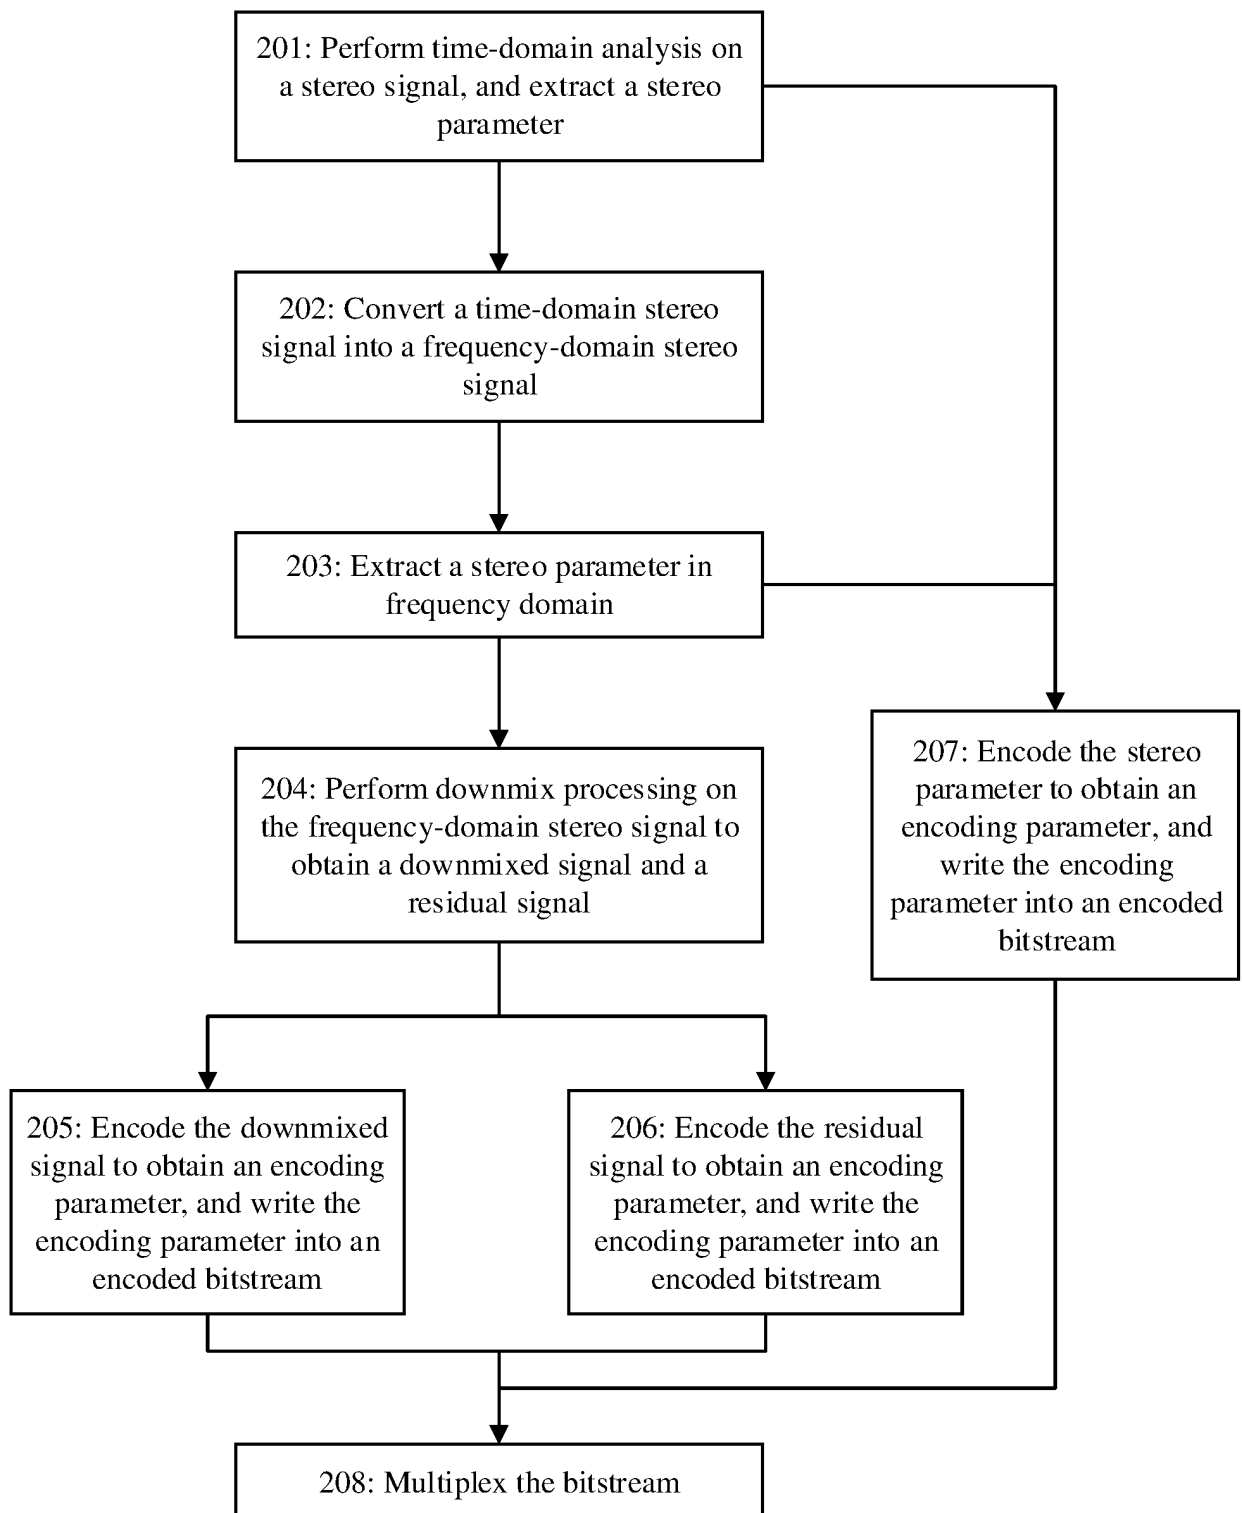 201: Perform time-domain analysis on
a stereo signal, and extract a stereo
parameter
202: Convert a time-domain stereo
signal into a frequency-domain stereo
signal
203: Extract a stereo parameter in
frequency domain
204: Perform downmix processing on
the frequency-domain stereo signal to
obtain a downmixed signal and a
residual signal
207: Encode the stereo
parameter to obtain an
encoding parameter, and
write the encoding
parameter into an encoded
bitstream
205: Encode the downmixed
signal to obtain an encoding
parameter, and write the
encoding parameter into an
encoded bitstream
206: Encode the residual
signal to obtain an encoding
parameter, and write the
encoding parameter into an
encoded bitstream
208: Multiplex the bitstream